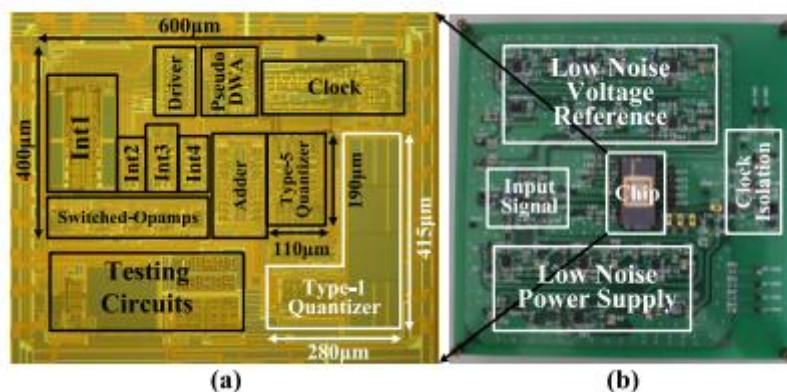 600μm
400μm
Int1
Driver
Pseudo
DWA
Clock
Int2
Int3
Int4
Adder
Type-5
Quantizer
190μm
415μm
Switched-Opamps
110μm
Testing
Circuits
Type-1
Quantizer
280μm
(a)
Low Noise
Voltage
Reference
Input
Signal
Chip
Clock
Isolation
Low Noise
Power Supply
(b)